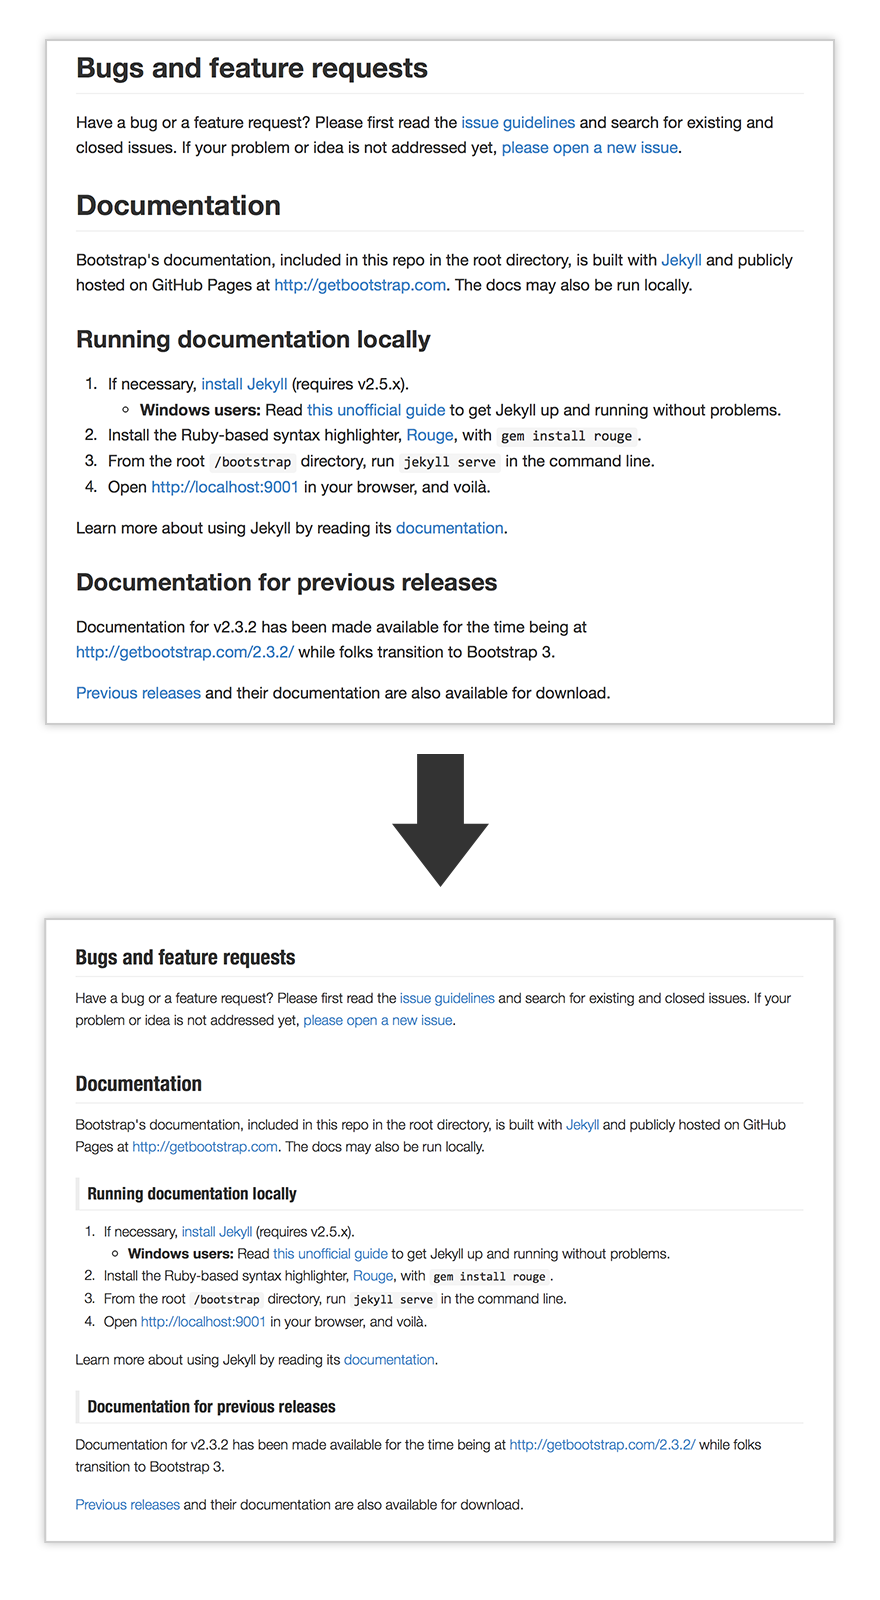 Bugs and feature requests
Have a bug or a feature request? Please first read the issue guidelines and search for existing and
closed issues. If your problem or idea is not addressed yet, please open a new issue.
Documentation
Bootstrap's documentation, included in this repo in the root directory, is built with Jekyll and publicly
hosted on GitHub Pages at http://getbootstrap.com. The docs may also be run locally.
Running documentation locally
1. If necessary, install Jekyll (requires v2.5.x).
◦ Windows users: Read this unofficial guide to get Jekyll up and running without problems.
2. Install the Ruby-based syntax highlighter, Rouge, with gem install rouge.
3. From the root /bootstrap directory, run jekyll serve in the command line.
4. Open http://localhost:9001 in your browser, and voilà.
Learn more about using Jekyll by reading its documentation.
Documentation for previous releases
Documentation for v2.3.2 has been made available for the time being at
http://getbootstrap.com/2.3.2/ while folks transition to Bootstrap 3.
Previous releases and their documentation are also available for download.
Bugs and feature requests
Have a bug or a feature request? Please first read the issue guidelines and search for existing and closed issues. If your
problem or idea is not addressed yet, please open a new issue.
Documentation
Bootstrap's documentation, included in this repo in the root directory, is built with Jekyll and publicly hosted on GitHub
Pages at http://getbootstrap.com. The docs may also be run locally.
Running documentation locally
1. If necessary, install Jekyll (requires v2.5.x).
◦ Windows users: Read this unofficial guide to get Jekyll up and running without problems.
2. Install the Ruby-based syntax highlighter, Rouge, with gem install rouge.
3. From the root /bootstrap directory, run jekyll serve in the command line.
4. Open http://localhost:9001 in your browser, and voilà.
Learn more about using Jekyll by reading its documentation.
Documentation for previous releases
Documentation for v2.3.2 has been made available for the time being at http://getbootstrap.com/2.3.2/ while folks
transition to Bootstrap 3.
Previous releases and their documentation are also available for download.